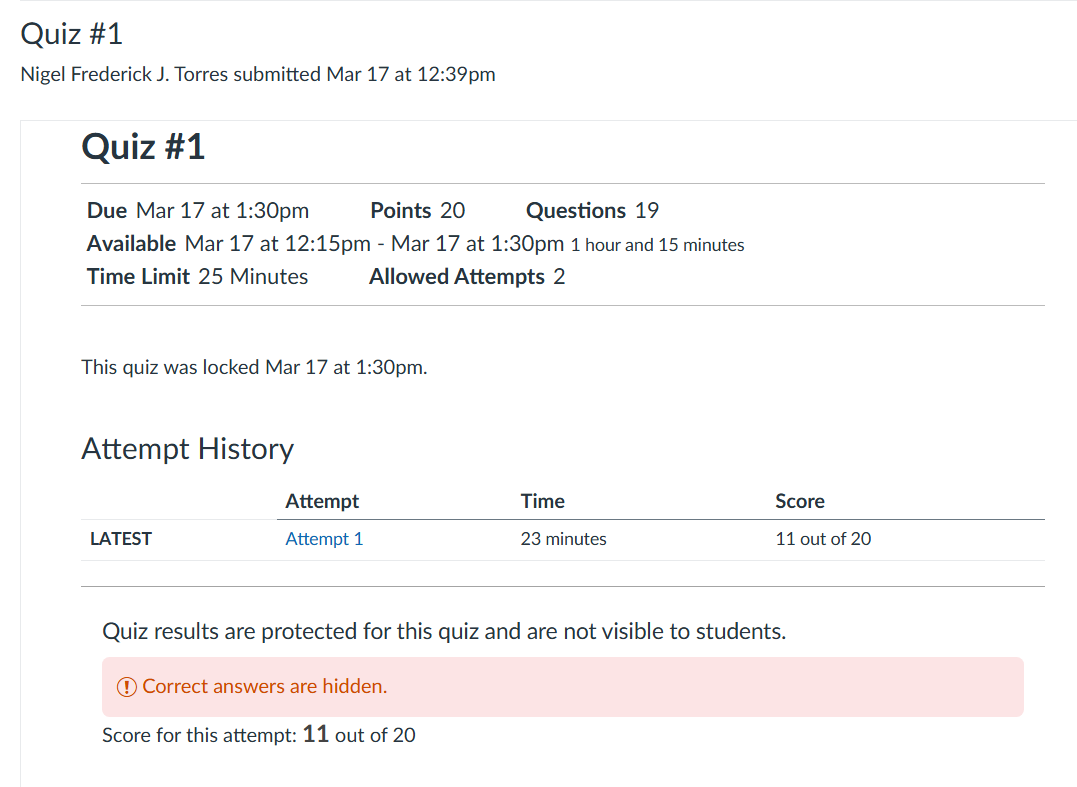 Quiz #1
Nigel Frederick J. Torres submitted Mar 17 at 12:39pm
Quiz #1
Due Mar 17 at 1:30pm Points 20 Questions 19
Available Mar 17 at 12:15pm - Mar 17 at 1:30pm 1 hour and 15 minutes
Time Limit 25 Minutes Allowed Attempts 2
This quiz was locked Mar 17 at 1:30pm.
Attempt History
Attempt Time Score
LATEST Attempt 1 23 minutes 11 out of 20
Quiz results are protected for this quiz and are not visible to students.
Correct answers are hidden.
Score for this attempt: 11 out of 20